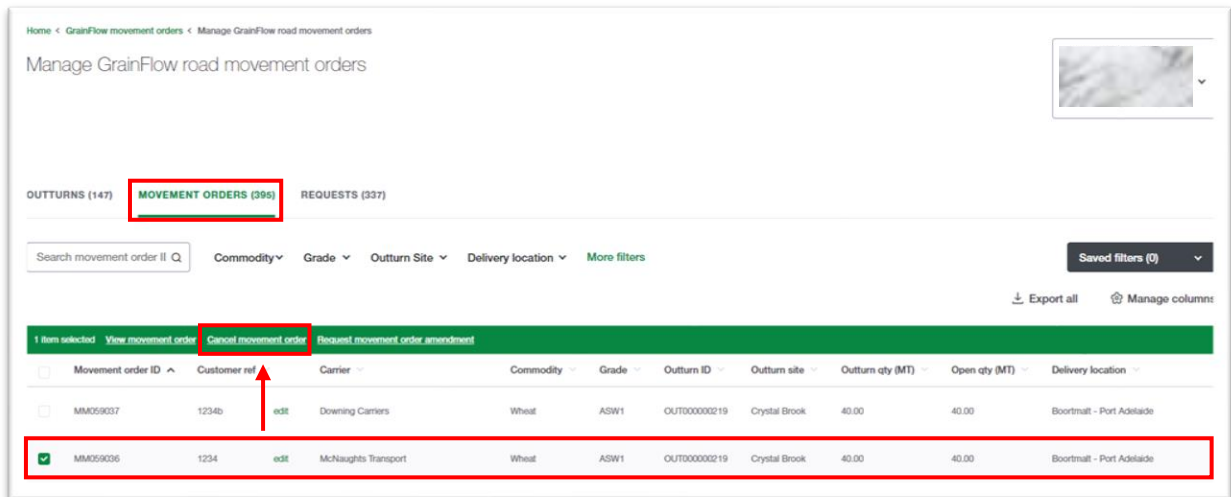 Home < GrainFlow movement orders < Manage GrainFlow road movement orders
Manage GrainFlow road movement orders
OUTTURNS (147) MOVEMENT ORDERS (395) REQUESTS (337)
Search movement order II Commodity Grade Outturn Site Delivery location More filters Saved filters (0)
Export all Manage columns
1 item selected View movement order Cancel movement order Request movement order amendment
Movement order ID Customer ref Carrier Commodity Grade Outturn ID Outturn site Outturn qty (MT) Open qty (MT) Delivery location
MM059037 1234b edit Downing Carriers Wheat ASW1 OUT000000219 Crystal Brook 40.00 40.00 Boortmalt - Port Adelaide
MM059036 1234 edit McNaughts Transport Wheat ASW1 OUT000000219 Crystal Brook 40.00 40.00 Boortmalt - Port Adelaide